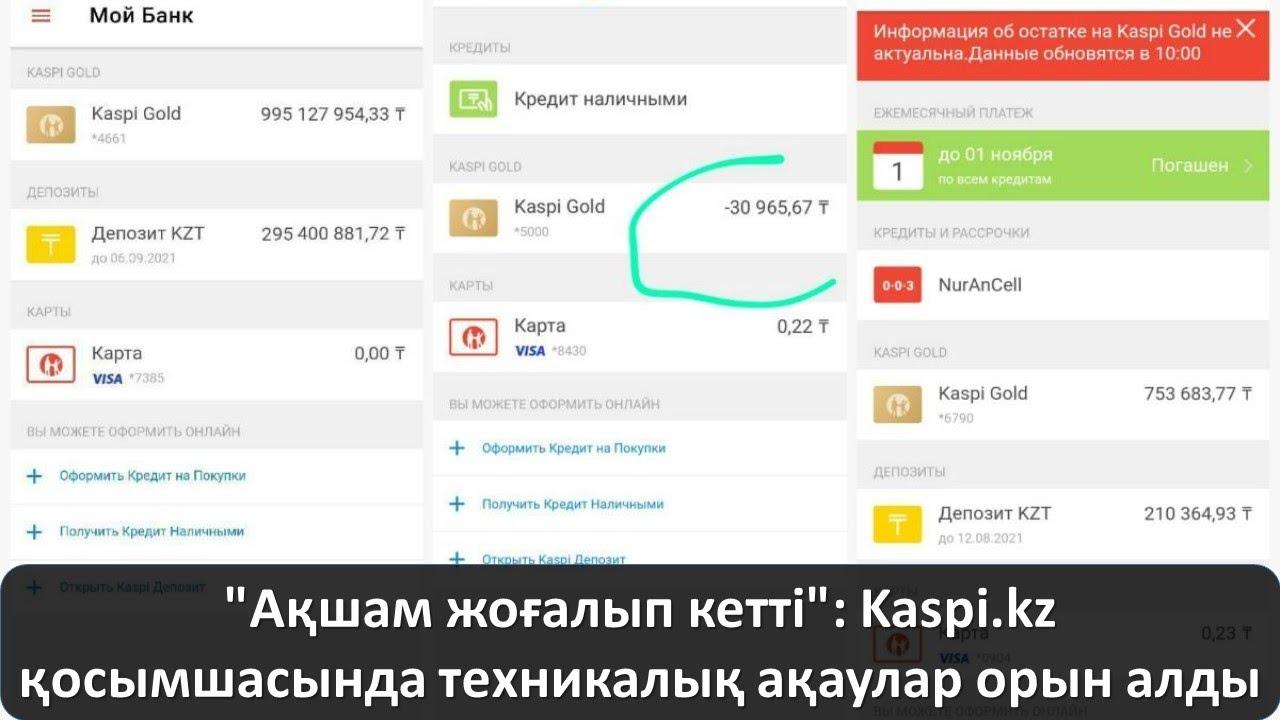 Мой Банк
KASPI GOLD
Kaspi Gold 995 127 954,33 ₸
*4661
ДЕПОЗИТЫ
Депозит KZT 295 400 881,72 ₸
до 06.09.2021
КАРТЫ
Карта 0,00 ₸
VISA *7385
ВЫ МОЖЕТЕ ОФОРМИТЬ ОНЛАЙН
+ Оформить Кредит на Покупки
+ Получить Кредит Наличными
+ Открыть Kaspi Депозит
КРЕДИТЫ
Кредит наличными
KASPI GOLD
Kaspi Gold -30 965,67 ₸
*5000
КАРТЫ
Карта 0,22 ₸
VISA *8430
ВЫ МОЖЕТЕ ОФОРМИТЬ ОНЛАЙН
+ Оформить Кредит на Покупки
+ Получить Кредит Наличными
+ Открыть Kaspi Депозит
Информация об остатке на Kaspi Gold не
актуальна.Данные обновятся в 10:00
ЕЖЕМЕСЯЧНЫЙ ПЛАТЕЖ
1 до 01 ноября Погашен
по всем кредитам
КРЕДИТЫ И РАССРОЧКИ
0-0-3 NurAnCell
KASPI GOLD
Kaspi Gold 753 683,77 ₸
*6790
ДЕПОЗИТЫ
Депозит KZT 210 364,93 ₸
до 12.08.2021
КАРТЫ
Карта 0,23 ₸
VISA *0904
ВЫ МОЖЕТЕ ОФОРМИТЬ ОНЛАЙН
"Ақшам жоғалып кетті": Kaspi.kz
қосымшасында техникалық ақаулар орын алды